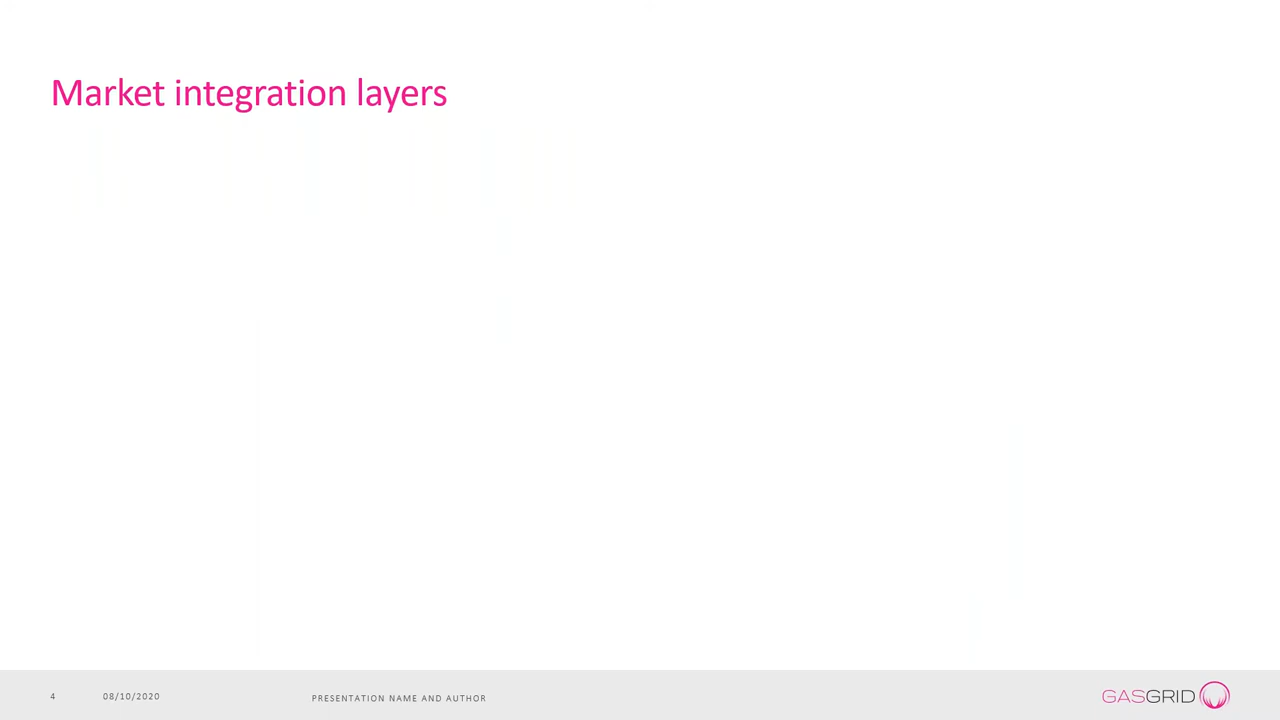 Market integration layers
4
08/10/2020
PRESENTATION NAME AND AUTHOR
GASGRID